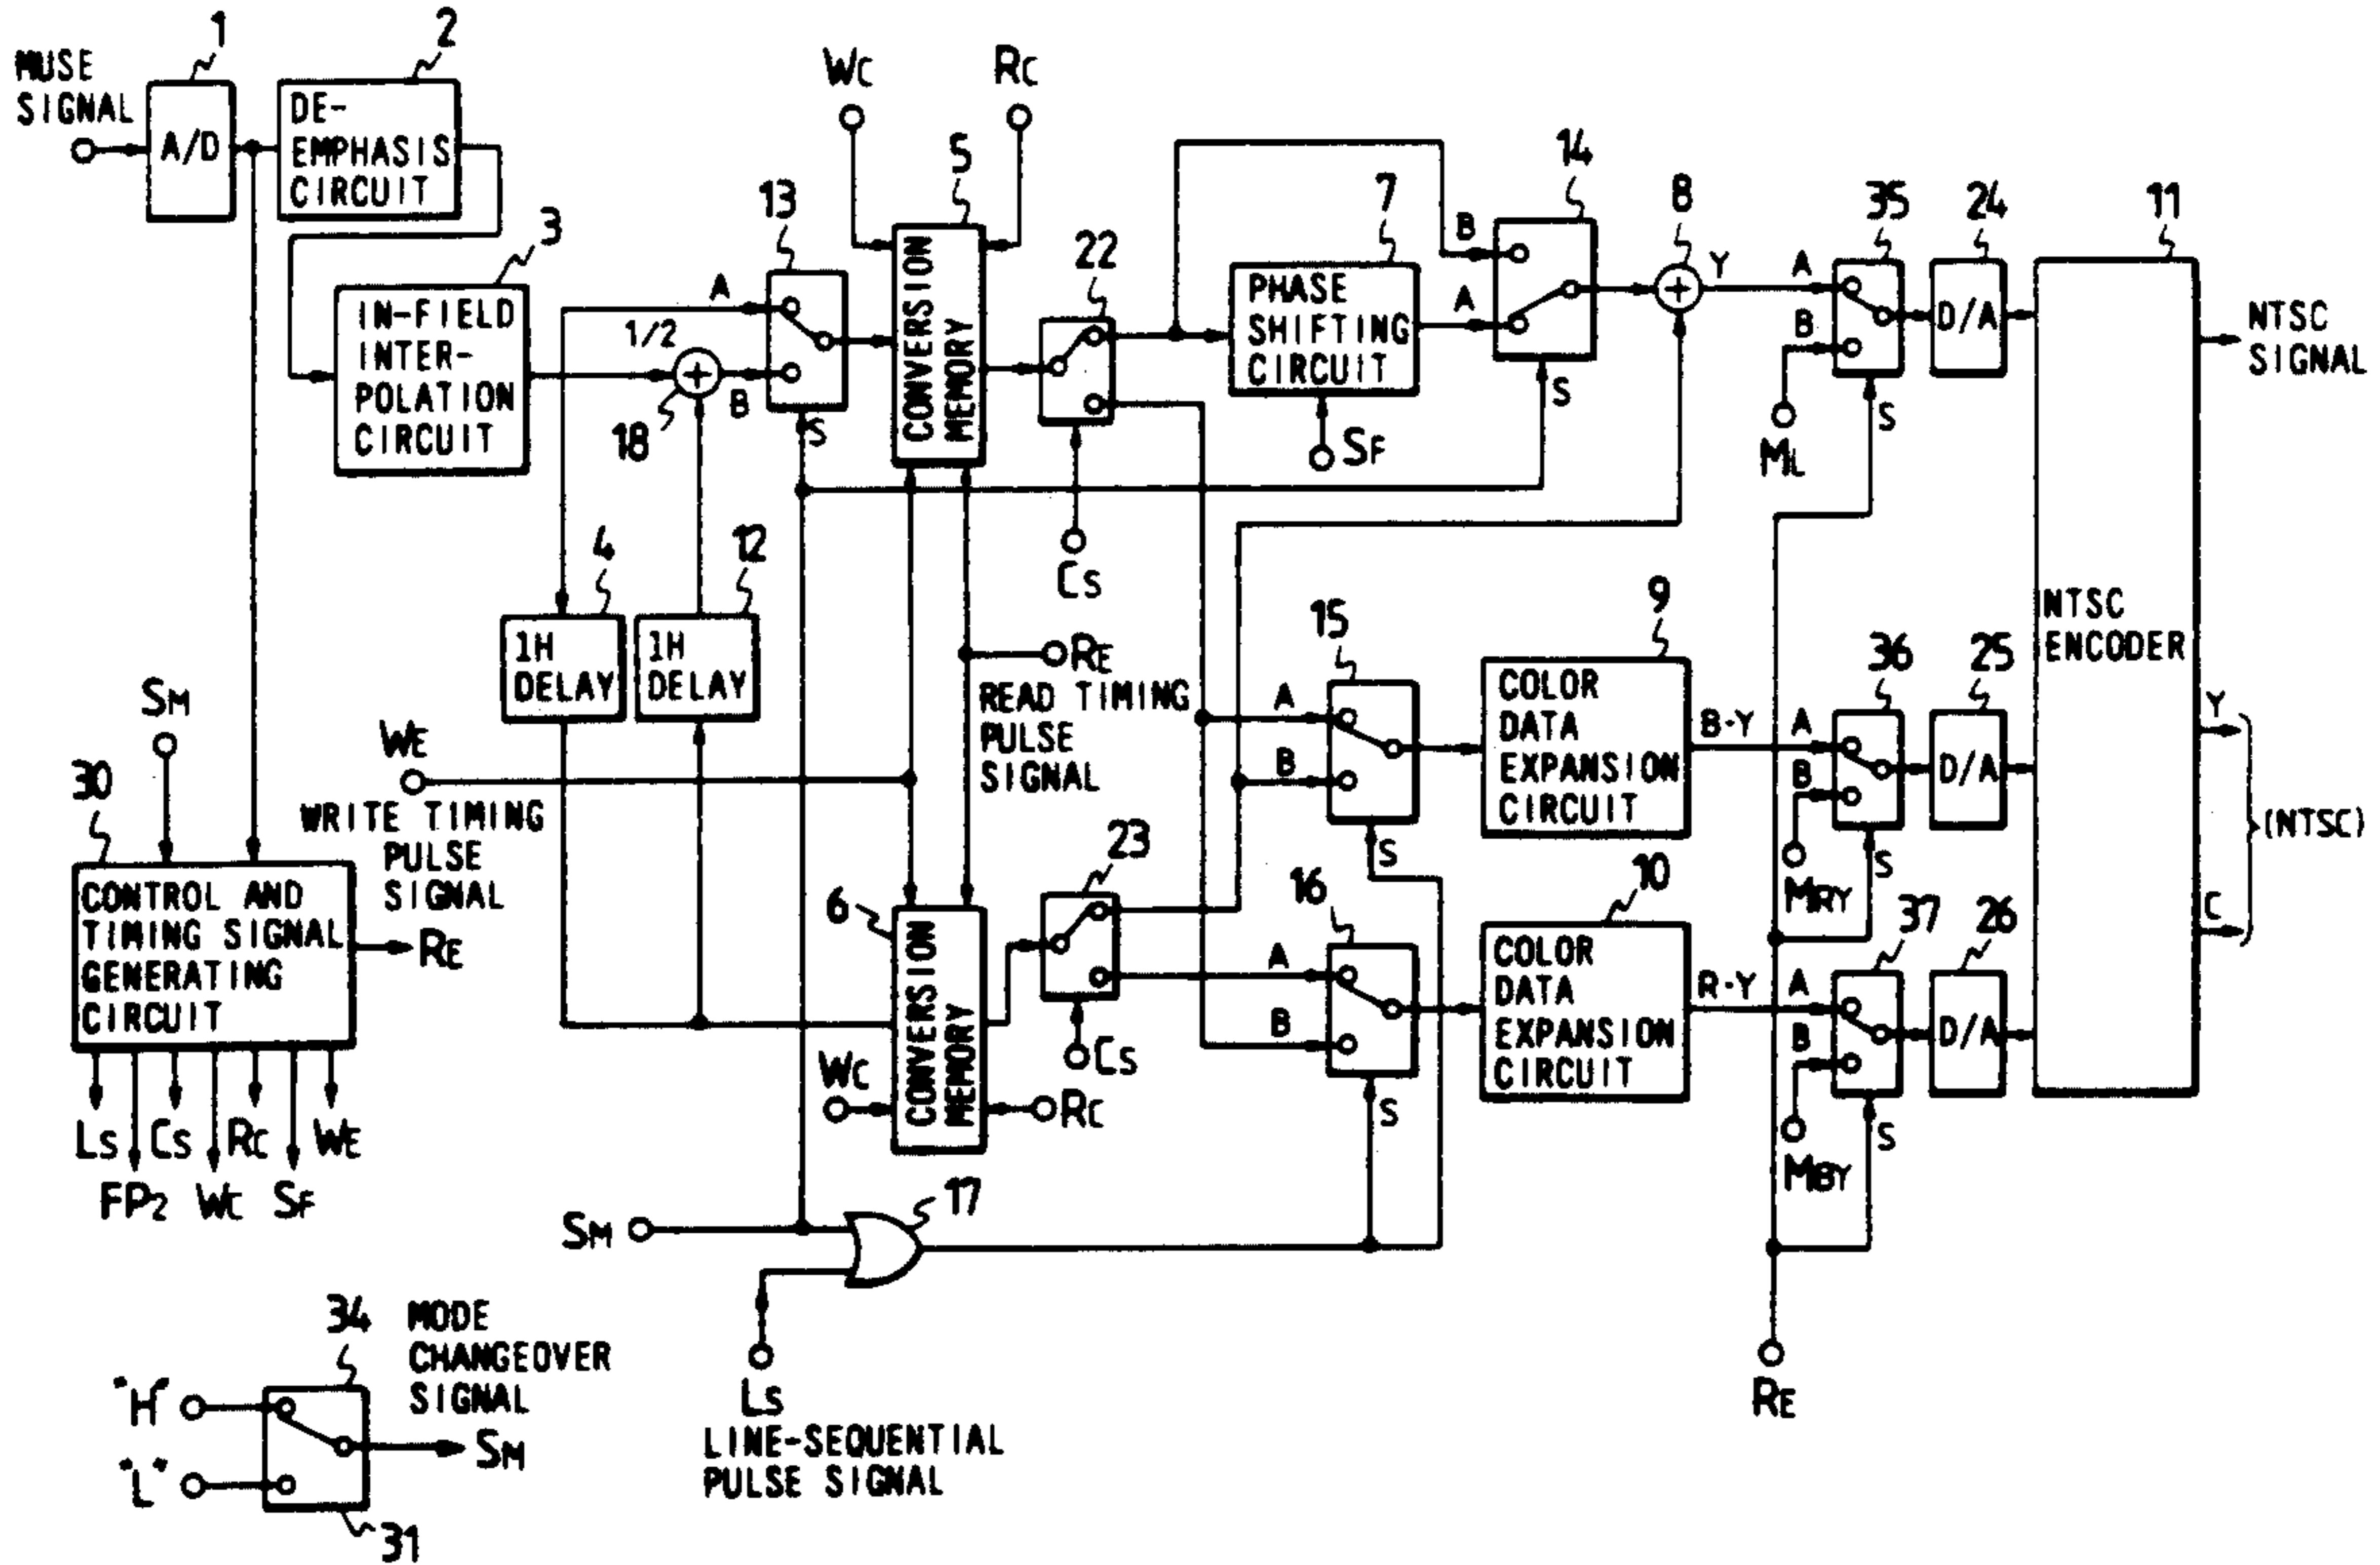 MUSE
SIGNAL
1
A/D
2
DE-
EMPHASIS
CIRCUIT
3
IN-FIELD
INTER-
POLATION
CIRCUIT
1/2
18
A
B
13
S
WC
RC
5
CONVERSION
MEMORY
22
CS
7
PHASE
SHIFTING
CIRCUIT
SF
14
B
A
S
8
Y
35
A
B
S
ML
24
D/A
11
NTSC
ENCODER
NTSC
SIGNAL
Y
C
(NTSC)
4
1H
DELAY
12
1H
DELAY
RE
READ TIMING
PULSE
SIGNAL
WE
WRITE TIMING
PULSE
SIGNAL
SM
30
CONTROL AND
TIMING SIGNAL
GENERATING
CIRCUIT
RE
LS
CS
RC
WE
FP2
WC
SF
15
A
B
S
9
COLOR
DATA
EXPANSION
CIRCUIT
B-Y
36
A
B
S
MRY
25
D/A
6
CONVERSION
MEMORY
WC
RC
23
CS
16
A
B
S
10
COLOR
DATA
EXPANSION
CIRCUIT
R-Y
37
A
B
S
MBY
26
D/A
SM
17
LS
LINE-SEQUENTIAL
PULSE SIGNAL
RE
34
MODE
CHANGEOVER
SIGNAL
"H"
"L"
SM
31